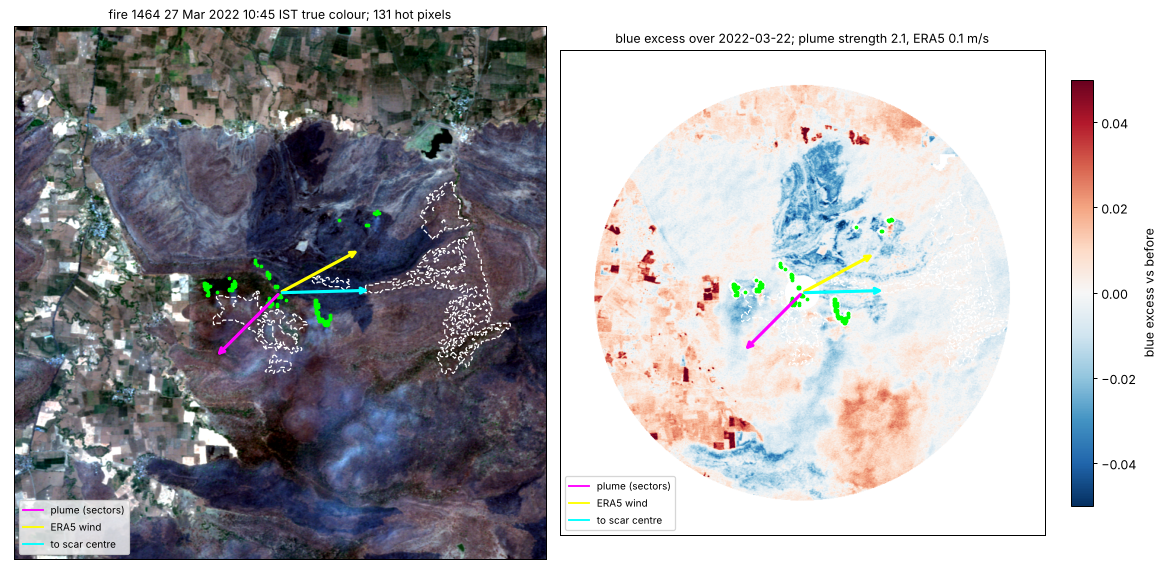 fire 1464 27 Mar 2022 10:45 IST true colour; 131 hot pixels
plume (sectors)
ERA5 wind
to scar centre
blue excess over 2022-03-22; plume strength 2.1, ERA5 0.1 m/s
plume (sectors)
ERA5 wind
to scar centre
0.04
0.02
0.00
−0.02
−0.04
blue excess vs before